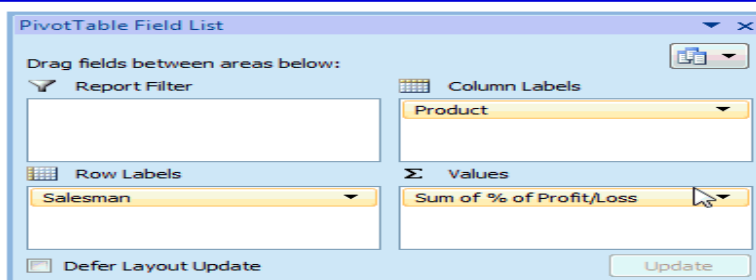 PivotTable Field List
Drag fields between areas below:
Report Filter
Column Labels
Product
Row Labels
Σ Values
Salesman
Sum of % of Profit/Loss
Defer Layout Update
Update